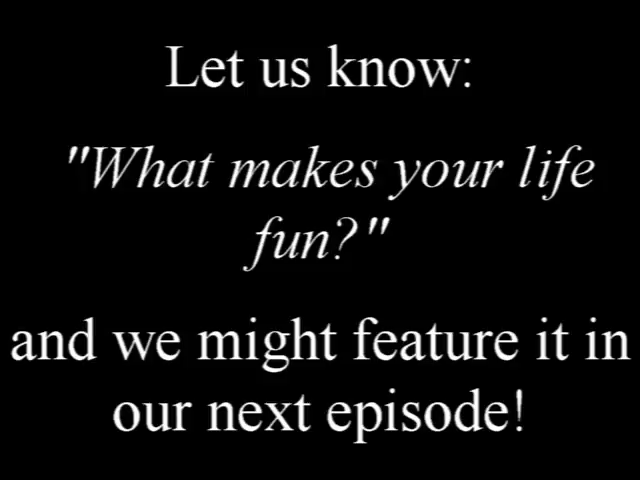 Let us know:
"What makes your life
fun?"
and we might feature it in
our next episode!